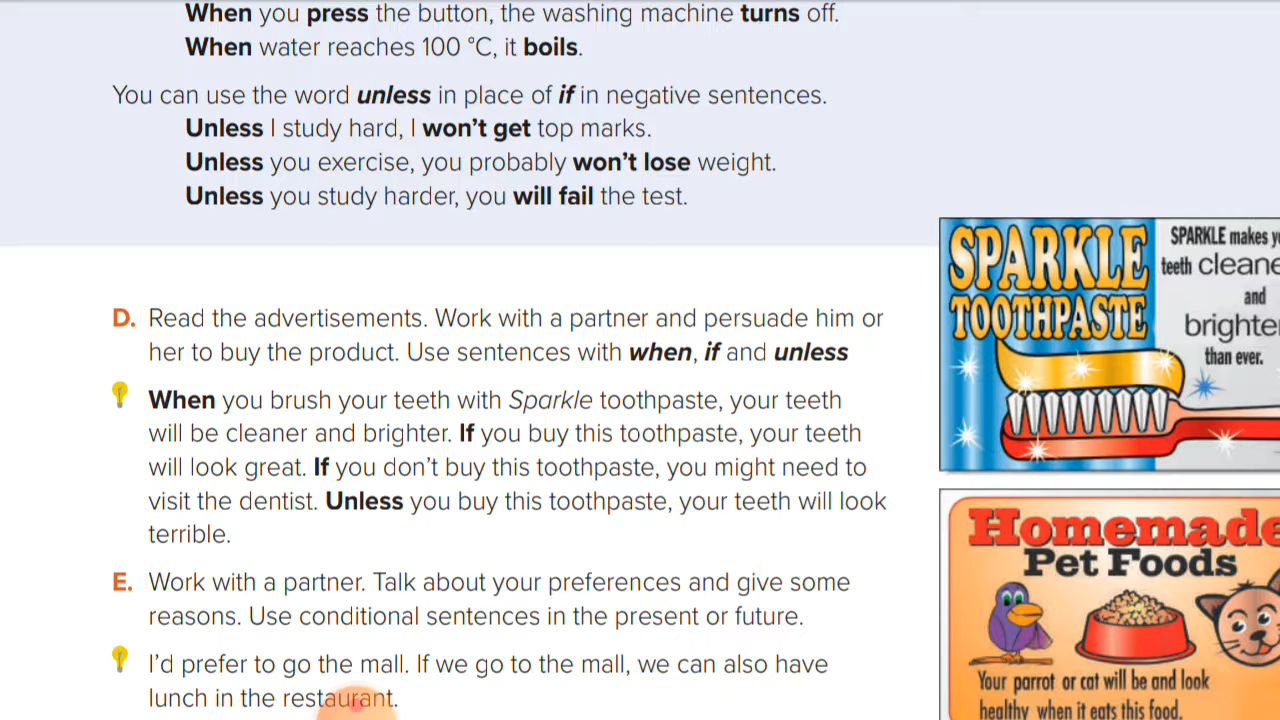 When you press the button, the washing machine turns off.
When water reaches 100 °C, it boils.
You can use the word unless in place of if in negative sentences.
Unless I study hard, I won't get top marks.
Unless you exercise, you probably won't lose weight.
Unless you study harder, you will fail the test.
D. Read the advertisements. Work with a partner and persuade him or
her to buy the product. Use sentences with when, if and unless
When you brush your teeth with Sparkle toothpaste, your teeth
will be cleaner and brighter. If you buy this toothpaste, your teeth
will look great. If you don't buy this toothpaste, you might need to
visit the dentist. Unless you buy this toothpaste, your teeth will look
terrible.
E. Work with a partner. Talk about your preferences and give some
reasons. Use conditional sentences in the present or future.
I'd prefer to go the mall. If we go to the mall, we can also have
lunch in the restaurant.
SPARKLE
TOOTHPASTE
SPARKLE makes
teeth cleane
and
brighte
than ever.
Homemade
Pet Foods
Your parrot or cat will be and look
healthy when it eats this food.